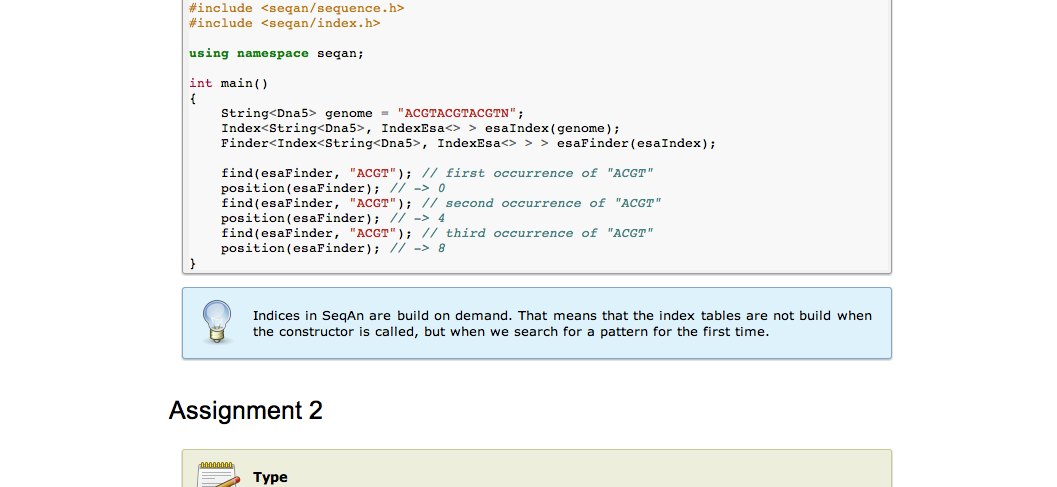 #include <seqan/sequence.h>
#include <seqan/index.h>
using namespace seqan;
int main()
{
String<Dna5> genome = "ACGTACGTACGTN";
Index<String<Dna5>, IndexEsa<> > esaIndex(genome);
Finder<Index<String<Dna5>, IndexEsa<> > > esaFinder(esaIndex);
find(esaFinder, "ACGT"); // first occurrence of "ACGT"
position(esaFinder); // -> 0
find(esaFinder, "ACGT"); // second occurrence of "ACGT"
position(esaFinder); // -> 4
find(esaFinder, "ACGT"); // third occurrence of "ACGT"
position(esaFinder); // -> 8
}
Indices in SeqAn are build on demand. That means that the index tables are not build when
the constructor is called, but when we search for a pattern for the first time.
Assignment 2
Type